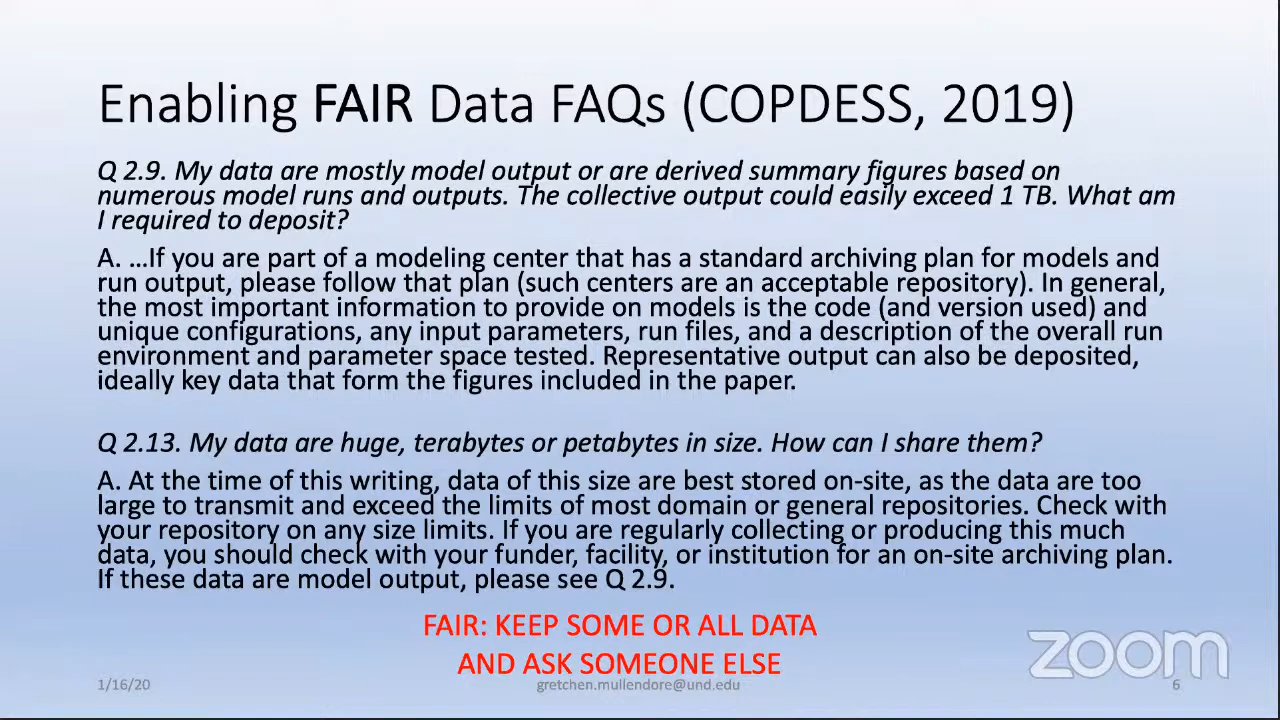 Enabling FAIR Data FAQs (COPDESS, 2019)
Q 2.9. My data are mostly model output or are derived summary figures based on
numerous model runs and outputs. The collective output could easily exceed 1 TB. What am
I required to deposit?
A. …If you are part of a modeling center that has a standard archiving plan for models and
run output, please follow that plan (such centers are an acceptable repository). In general,
the most important information to provide on models is the code (and version used) and
unique configurations, any input parameters, run files, and a description of the overall run
environment and parameter space tested. Representative output can also be deposited,
ideally key data that form the figures included in the paper.
Q 2.13. My data are huge, terabytes or petabytes in size. How can I share them?
A. At the time of this writing, data of this size are best stored on-site, as the data are too
large to transmit and exceed the limits of most domain or general repositories. Check with
your repository on any size limits. If you are regularly collecting or producing this much
data, you should check with your funder, facility, or institution for an on-site archiving plan.
If these data are model output, please see Q 2.9.
FAIR: KEEP SOME OR ALL DATA
AND ASK SOMEONE ELSE
zoom
1/16/20
gretchen.mullendore@und.edu
6